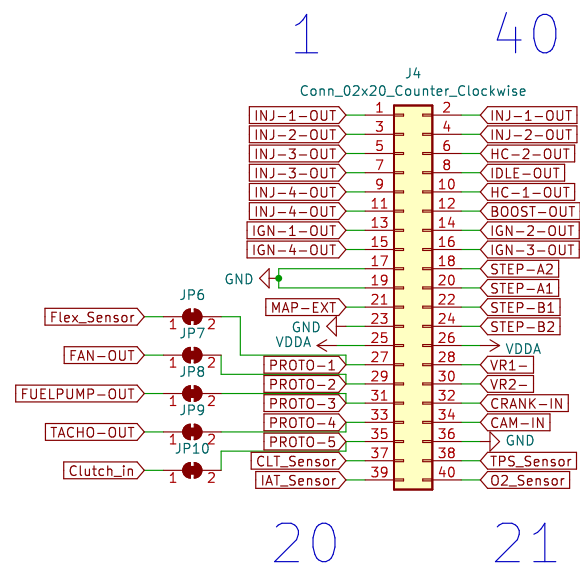 1 40
J4
Conn_02x20_Counter_Clockwise
INJ-1-OUT 1 2 INJ-1-OUT
INJ-2-OUT 3 4 INJ-2-OUT
INJ-3-OUT 5 6 HC-2-OUT
INJ-3-OUT 7 8 IDLE-OUT
INJ-4-OUT 9 10 HC-1-OUT
INJ-4-OUT 11 12 BOOST-OUT
IGN-1-OUT 13 14 IGN-2-OUT
IGN-4-OUT 15 16 IGN-3-OUT
17 18 STEP-A2
GND 19 20 STEP-A1
JP6
MAP-EXT 21 22 STEP-B1
Flex_Sensor 1 2 GND 23 24 STEP-B2
JP7
VDDA 25 26 VDDA
FAN-OUT 1 2 PROTO-1 27 28 VR1-
JP8
PROTO-2 29 30 VR2-
FUELPUMP-OUT 1 2 PROTO-3 31 32 CRANK-IN
JP9
PROTO-4 33 34 CAM-IN
TACHO-OUT 1 2 PROTO-5 35 36 GND
JP10
CLT_Sensor 37 38 TPS_Sensor
Clutch_in 1 2 IAT_Sensor 39 40 O2_Sensor
20 21